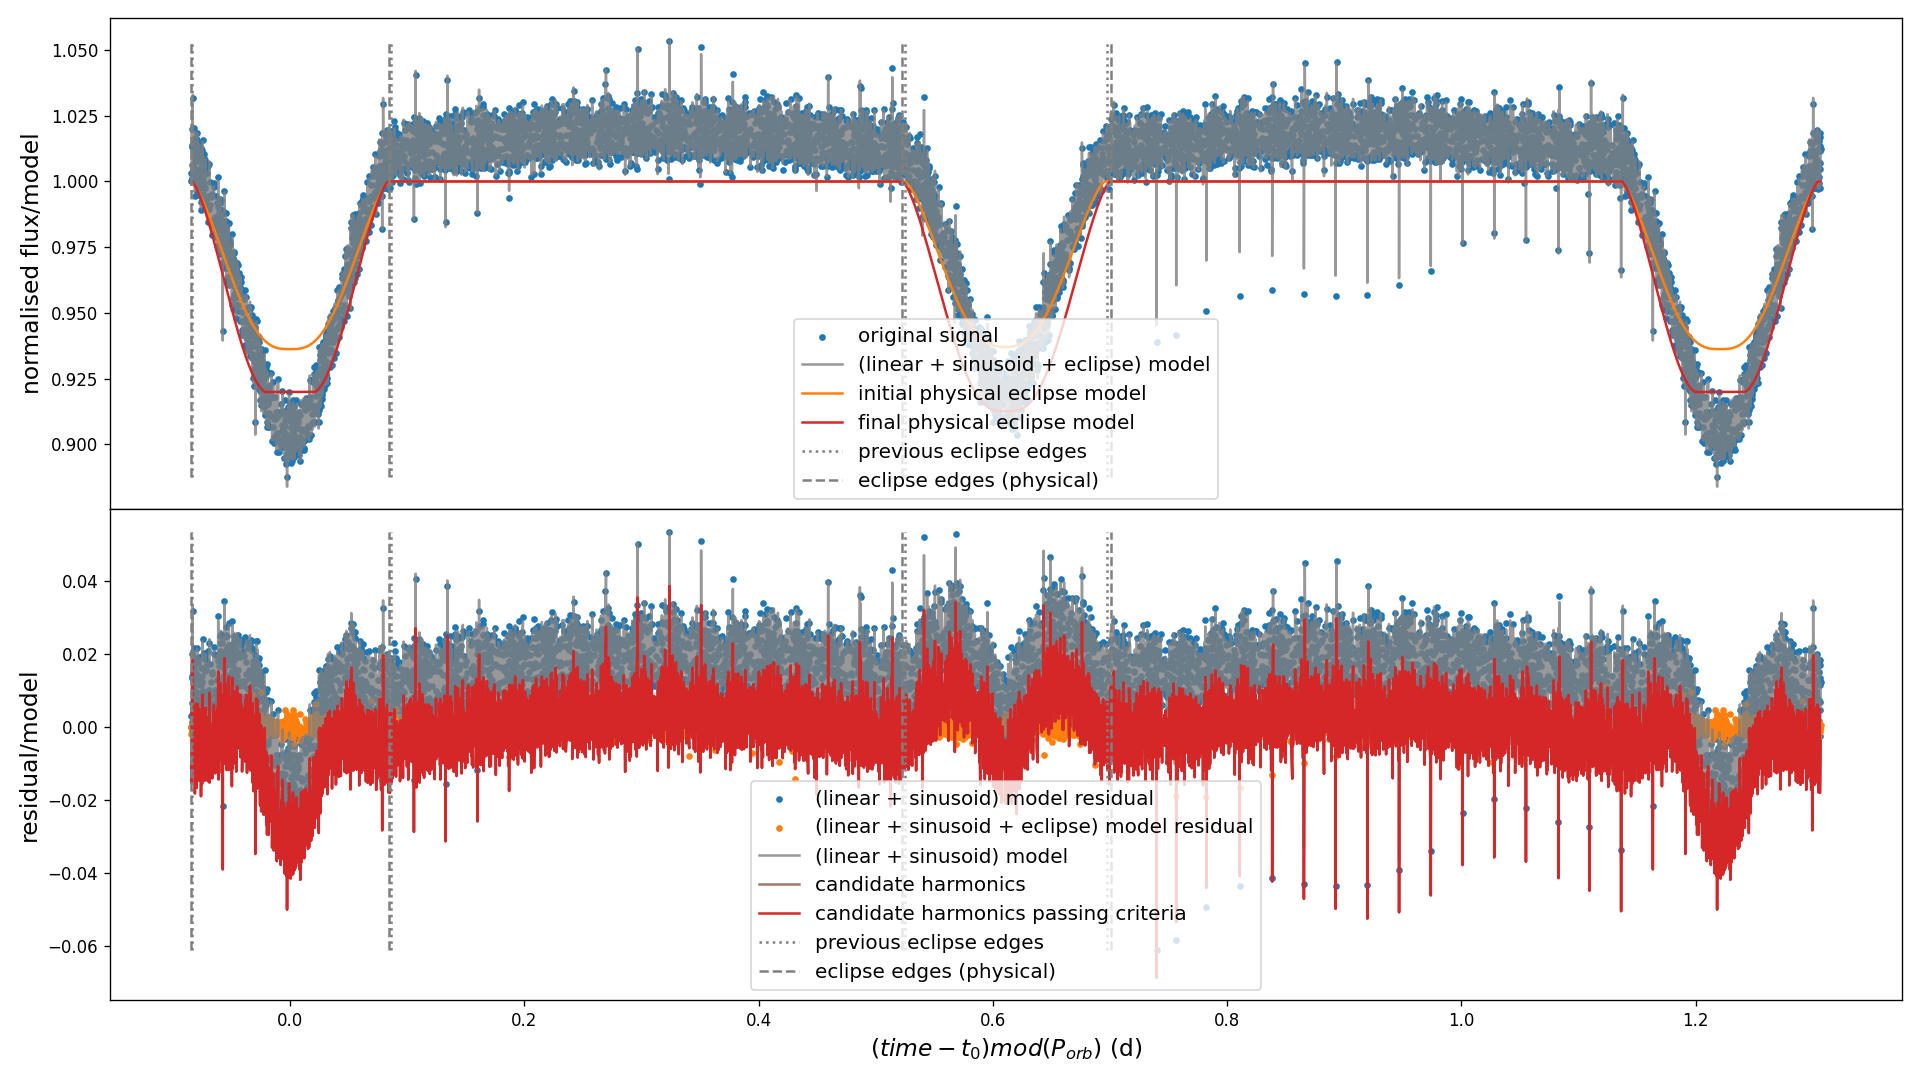 normalised flux/model
1.050
1.025
1.000
0.975
0.950
0.925
0.900
original signal
(linear + sinusoid + eclipse) model
initial physical eclipse model
final physical eclipse model
previous eclipse edges
eclipse edges (physical)
residual/model
0.04
0.02
0.00
−0.02
−0.04
−0.06
(linear + sinusoid) model residual
(linear + sinusoid + eclipse) model residual
(linear + sinusoid) model
candidate harmonics
candidate harmonics passing criteria
previous eclipse edges
eclipse edges (physical)
0.0 0.2 0.4 0.6 0.8 1.0 1.2
(time − t₀)mod(P_orb) (d)